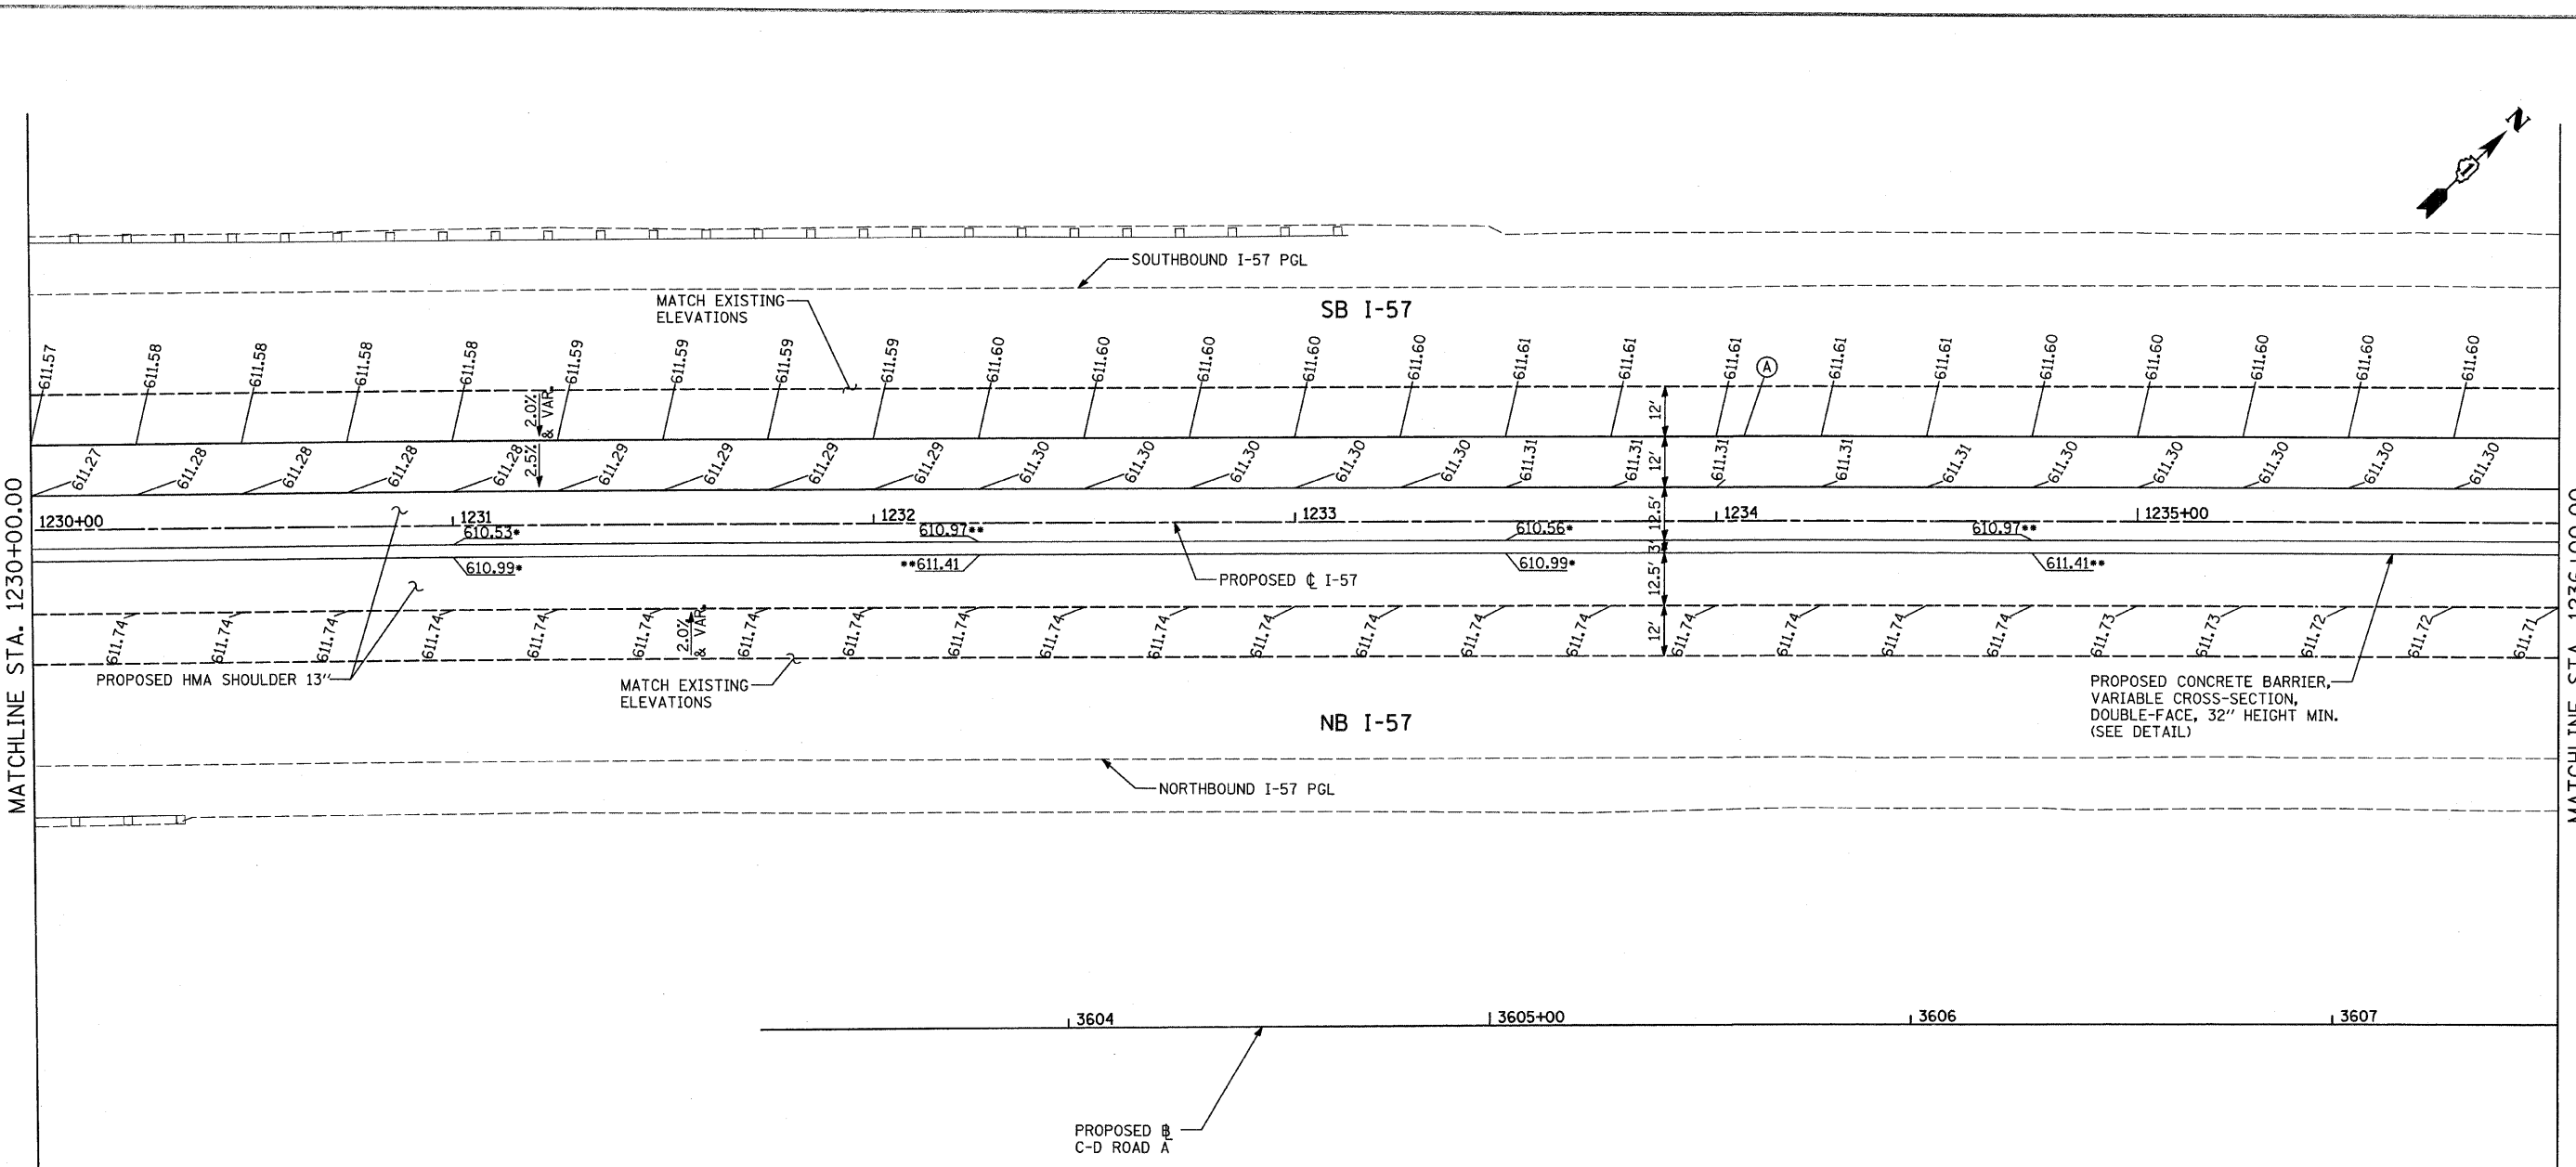 N
1
SOUTHBOUND I-57 PGL
MATCH EXISTING
ELEVATIONS
SB I-57
611.57 611.58 611.58 611.58 611.58 611.59 611.59 611.59 611.59 611.60 611.60 611.60 611.60 611.60 611.61 611.61 611.61 611.61 611.61 611.60 611.60 611.60 611.60 611.60
A
2.0%
& VAR.
12'
611.27 611.28 611.28 611.28 611.28 611.29 611.29 611.29 611.29 611.30 611.30 611.30 611.30 611.30 611.31 611.31 611.31 611.31 611.31 611.30 611.30 611.30 611.30 611.30
2.5%
12'
1230+00 1231 1232 1233 1234 1235+00
12.5'
610.53* 610.97** 610.56* 610.97**
3'
610.99* **611.41 610.99* 611.41**
PROPOSED ℄ I-57
12.5'
611.74 611.74 611.74 611.74 611.74 611.74 611.74 611.74 611.74 611.74 611.74 611.74 611.74 611.74 611.74 611.74 611.74 611.74 611.74 611.73 611.73 611.72 611.72 611.71
2.0%
& VAR.
12'
PROPOSED HMA SHOULDER 13"
MATCH EXISTING
ELEVATIONS
PROPOSED CONCRETE BARRIER,
VARIABLE CROSS-SECTION,
DOUBLE-FACE, 32" HEIGHT MIN.
(SEE DETAIL)
NB I-57
NORTHBOUND I-57 PGL
MATCHLINE STA. 1230+00.00
MATCHLINE STA. 1236+00.00
3604 3605+00 3606 3607
PROPOSED BL
C-D ROAD A